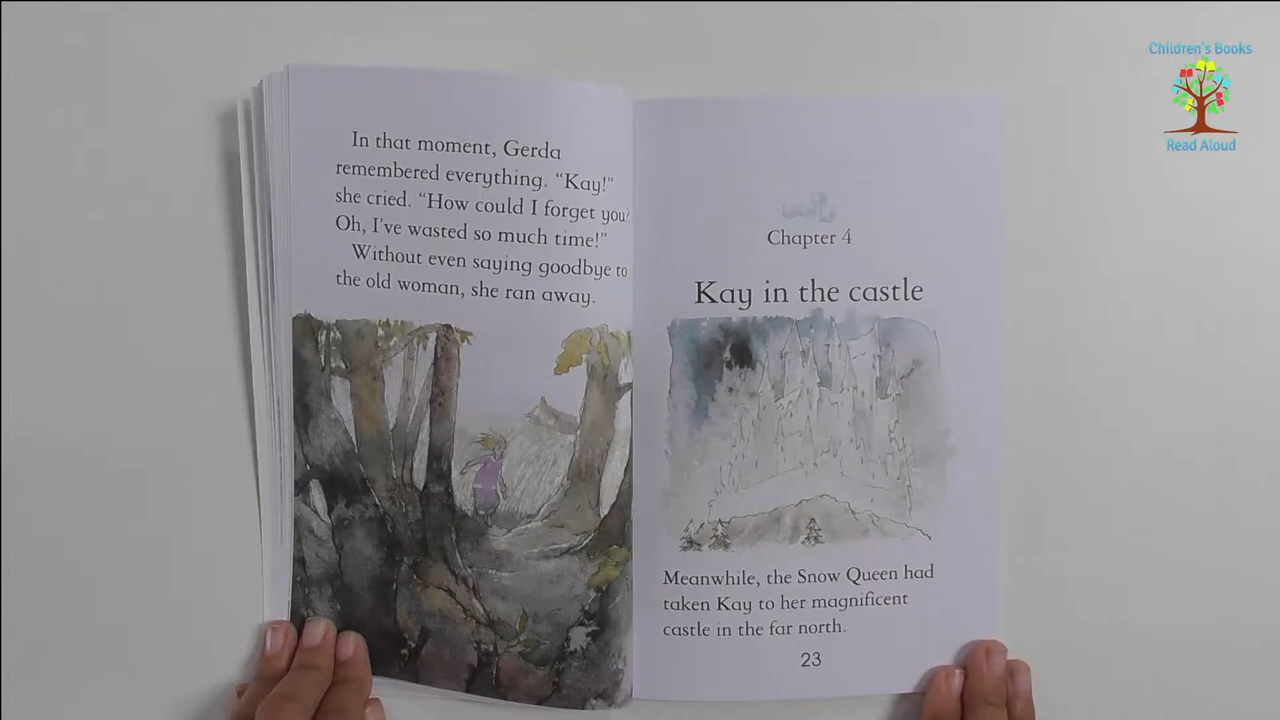 In that moment, Gerda
remembered everything. “Kay!”
she cried. “How could I forget you?
Oh, I've wasted so much time!”
Without even saying goodbye to
the old woman, she ran away.
Chapter 4
Kay in the castle
Meanwhile, the Snow Queen had
taken Kay to her magnificent
castle in the far north.
23
Children's Books
Read Aloud